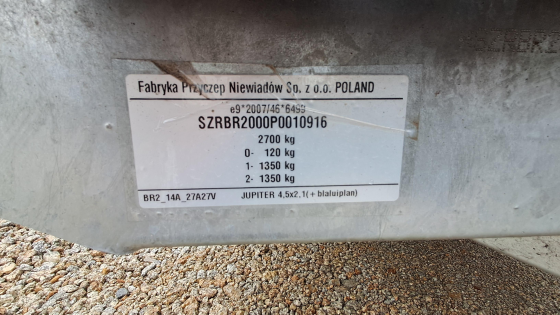 Fabryka Przyczep Niewiadów Sp. z o.o. POLAND
e9*2007/46*6499
SZRBR2000P0010916
2700 kg
0- 120 kg
1- 1350 kg
2- 1350 kg
BR2_14A_27A27V JUPITER 4,5x2,1(+blaluiplan)